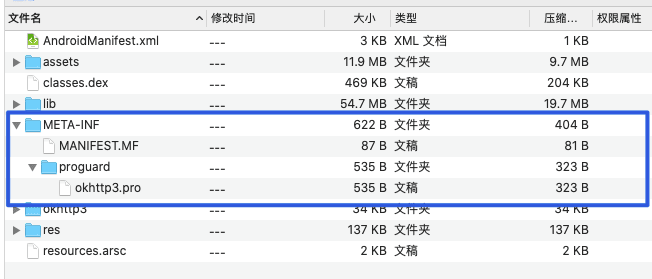 文件名 修改时间 大小 类型 压缩... 权限属性
AndroidManifest.xml --- 3 KB XML 文档 1 KB
assets --- 11.9 MB 文件夹 9.7 MB
classes.dex --- 469 KB 文稿 204 KB
lib --- 54.7 MB 文件夹 19.7 MB
META-INF --- 622 B 文件夹 404 B
MANIFEST.MF --- 87 B 文稿 81 B
proguard --- 535 B 文件夹 323 B
okhttp3.pro --- 535 B 文稿 323 B
okhttp3 --- 34 KB 文件夹 34 KB
res --- 137 KB 文件夹 137 KB
resources.arsc --- 2 KB 文稿 2 KB